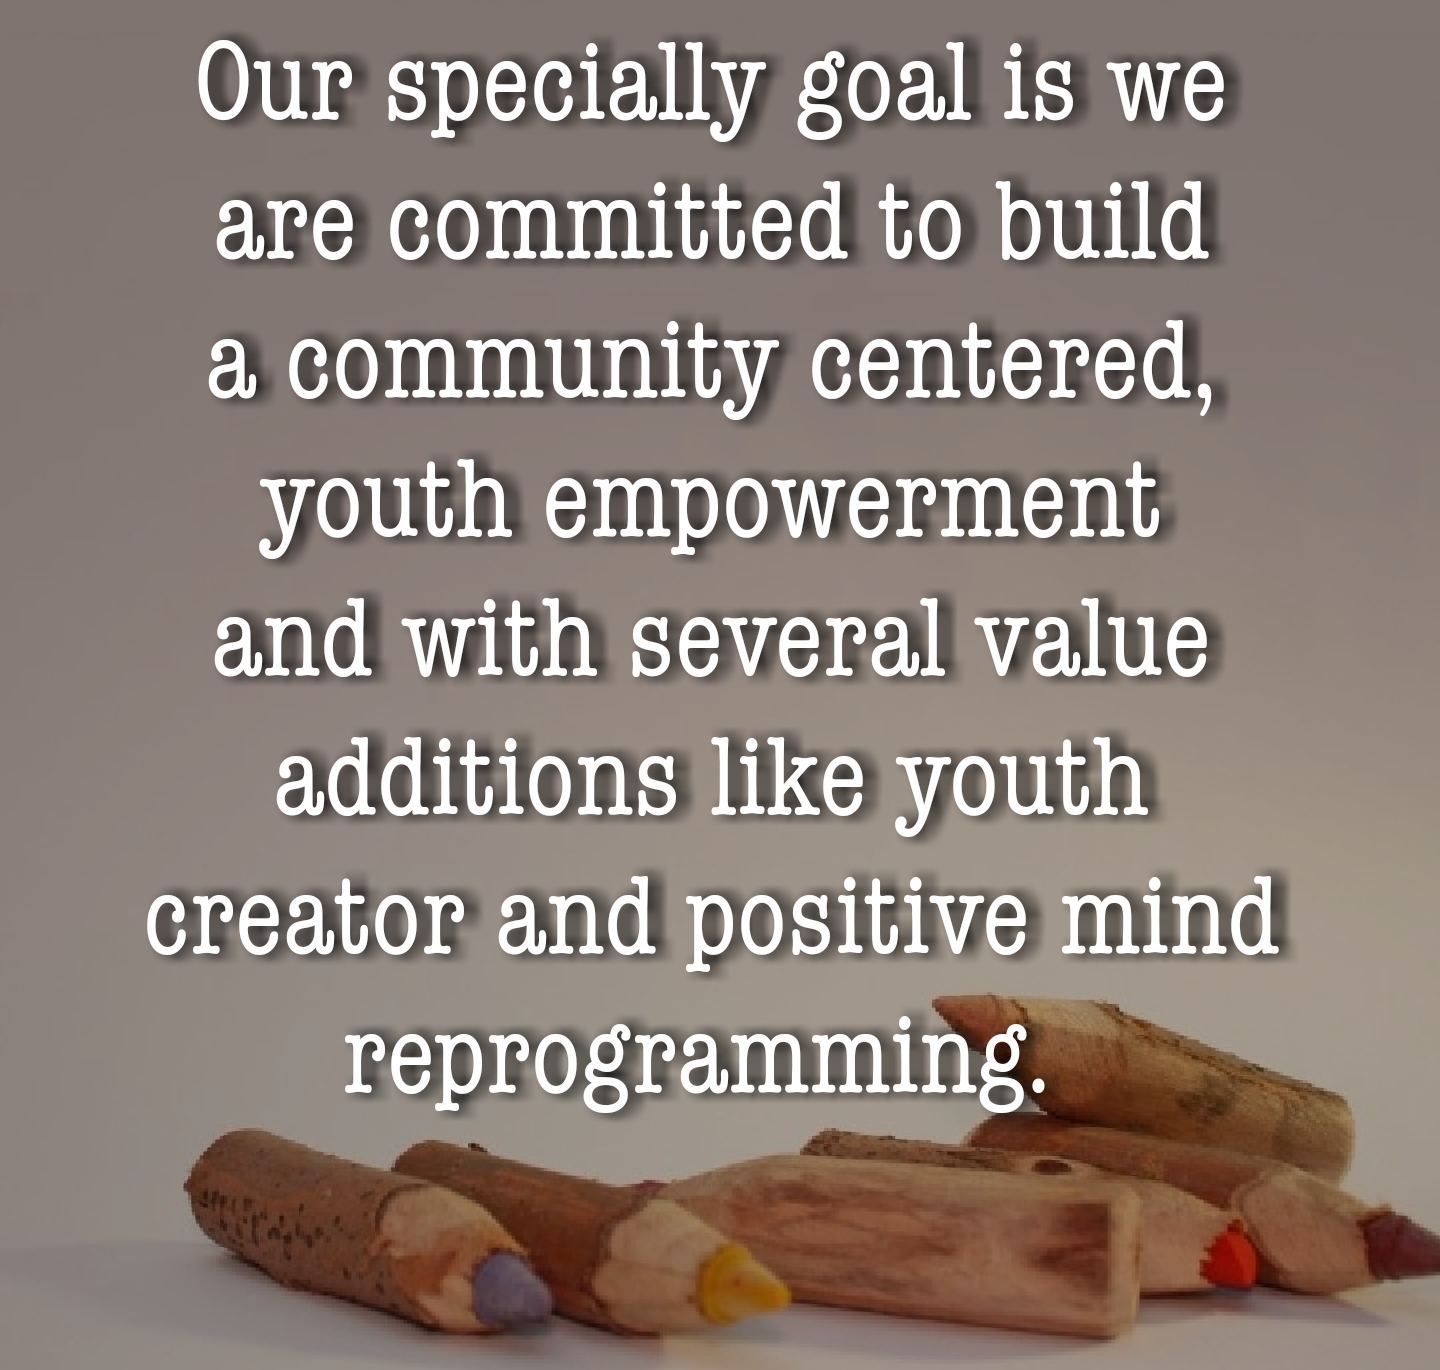 Our specially goal is we
are committed to build
a community centered,
youth empowerment
and with several value
additions like youth
creator and positive mind
reprogramming.